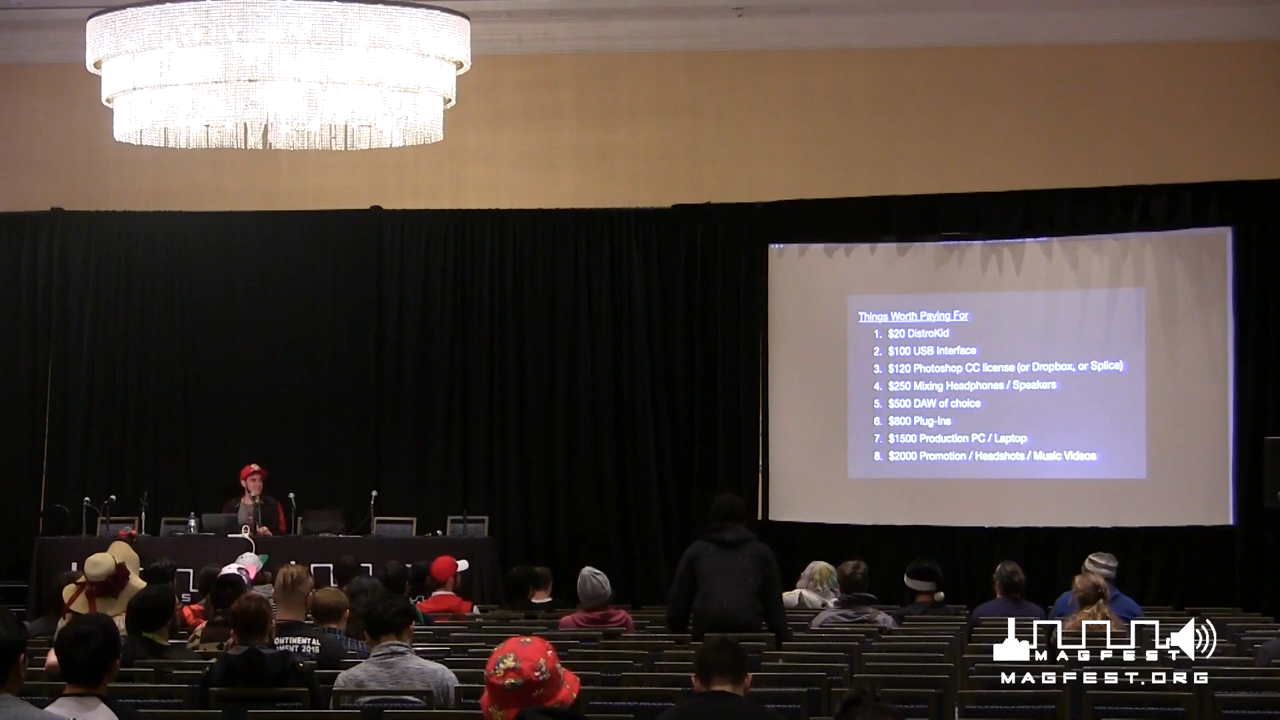 Things Worth Paying For
1. $20 DistroKid
2. $100 USB Interface
3. $120 Photoshop CC license (or Dropbox, or Splice)
4. $250 Mixing Headphones / Speakers
5. $500 DAW of choice
6. $800 Plug-Ins
7. $1500 Production PC / Laptop
8. $2000 Promotion / Headshots / Music Videos
MAGFEST
MAGFEST.ORG